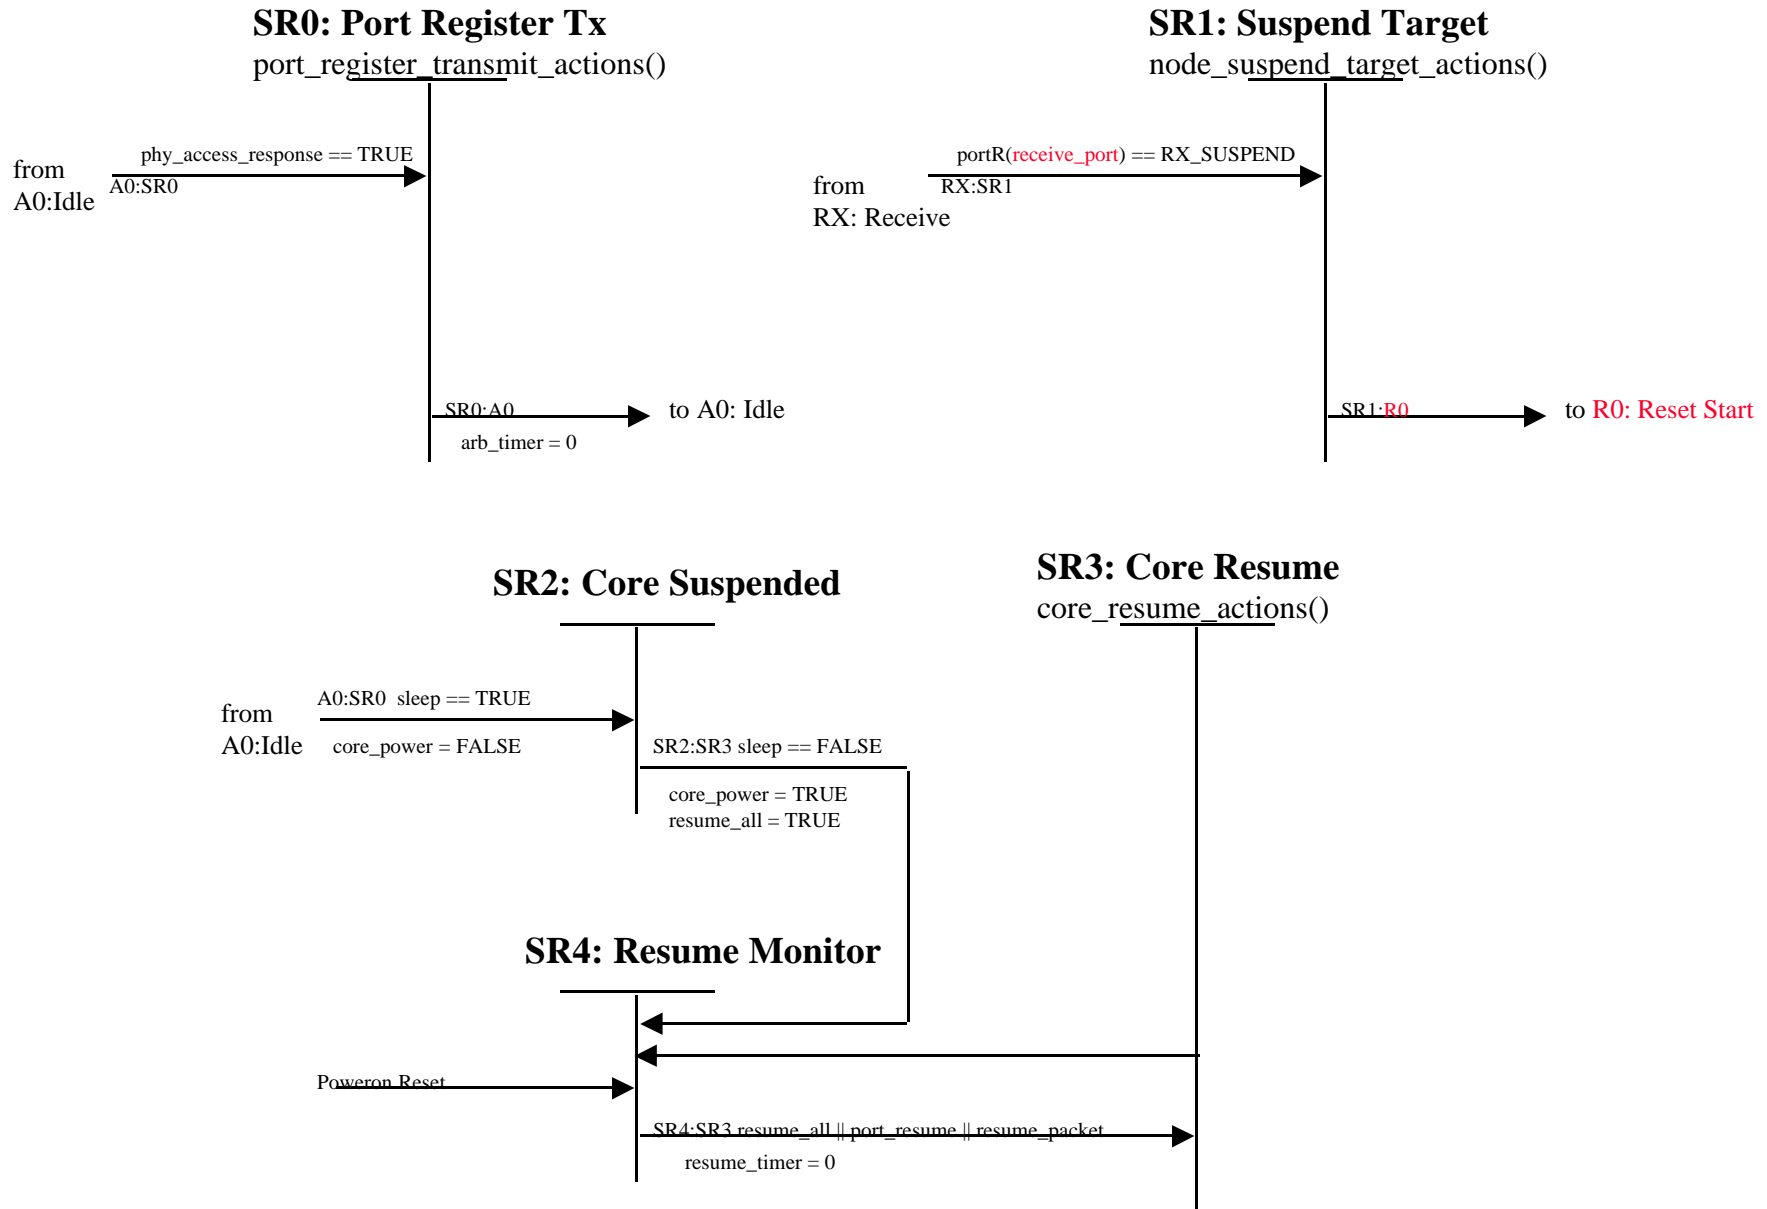 SR0: Port Register Tx
port_register_transmit_actions()
phy_access_response == TRUE
from
A0:Idle
A0:SR0
SR0:A0
to A0: Idle
arb_timer = 0
SR1: Suspend Target
node_suspend_target_actions()
portR(receive_port) == RX_SUSPEND
from
RX: Receive
RX:SR1
SR1:R0
to R0: Reset Start
SR2: Core Suspended
A0:SR0 sleep == TRUE
from
A0:Idle
core_power = FALSE
SR2:SR3 sleep == FALSE
core_power = TRUE
resume_all = TRUE
SR3: Core Resume
core_resume_actions()
SR4: Resume Monitor
Poweron Reset
SR4:SR3 resume_all || port_resume || resume_packet
resume_timer = 0